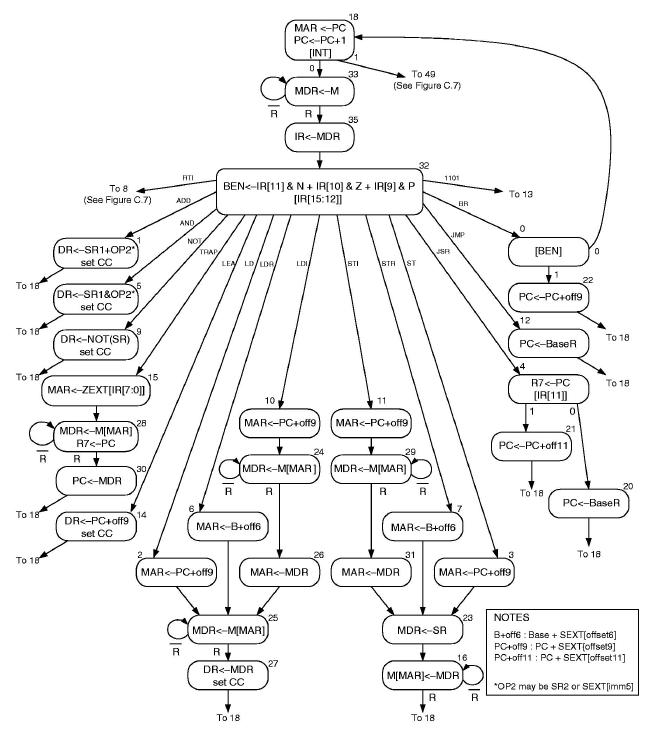 18
MAR <–PC
PC<–PC+1
[INT]
0
1
To 49
(See Figure C.7)
33
MDR<–M
R
R
35
IR<–MDR
32
BEN<–IR[11] & N + IR[10] & Z + IR[9] & P
[IR[15:12]]
RTI
To 8
(See Figure C.7)
1101
To 13
ADD
AND
NOT
TRAP
LEA
LD
LDR
LDI
STI
STR
ST
JSR
JMP
BR
1
DR<–SR1+OP2*
set CC
To 18
5
DR<–SR1&OP2*
set CC
To 18
9
DR<–NOT(SR)
set CC
To 18
15
MAR<–ZEXT[IR[7:0]]
28
MDR<–M[MAR]
R7<–PC
R
R
30
PC<–MDR
To 18
14
DR<–PC+off9
set CC
To 18
0
[BEN]
0
1
22
PC<–PC+off9
To 18
12
PC<–BaseR
To 18
4
R7<–PC
[IR[11]]
1
0
21
PC<–PC+off11
To 18
20
PC<–BaseR
To 18
10
MAR<–PC+off9
11
MAR<–PC+off9
24
MDR<–M[MAR]
R
R
29
MDR<–M[MAR]
R
R
6
MAR<–B+off6
7
MAR<–B+off6
2
MAR<–PC+off9
26
MAR<–MDR
31
MAR<–MDR
3
MAR<–PC+off9
25
MDR<–M[MAR]
R
R
23
MDR<–SR
27
DR<–MDR
set CC
To 18
16
M[MAR]<–MDR
R
R
To 18
NOTES
B+off6 : Base + SEXT[offset6]
PC+off9 : PC + SEXT[offset9]
PC+off11 : PC + SEXT[offset11]
*OP2 may be SR2 or SEXT[imm5]